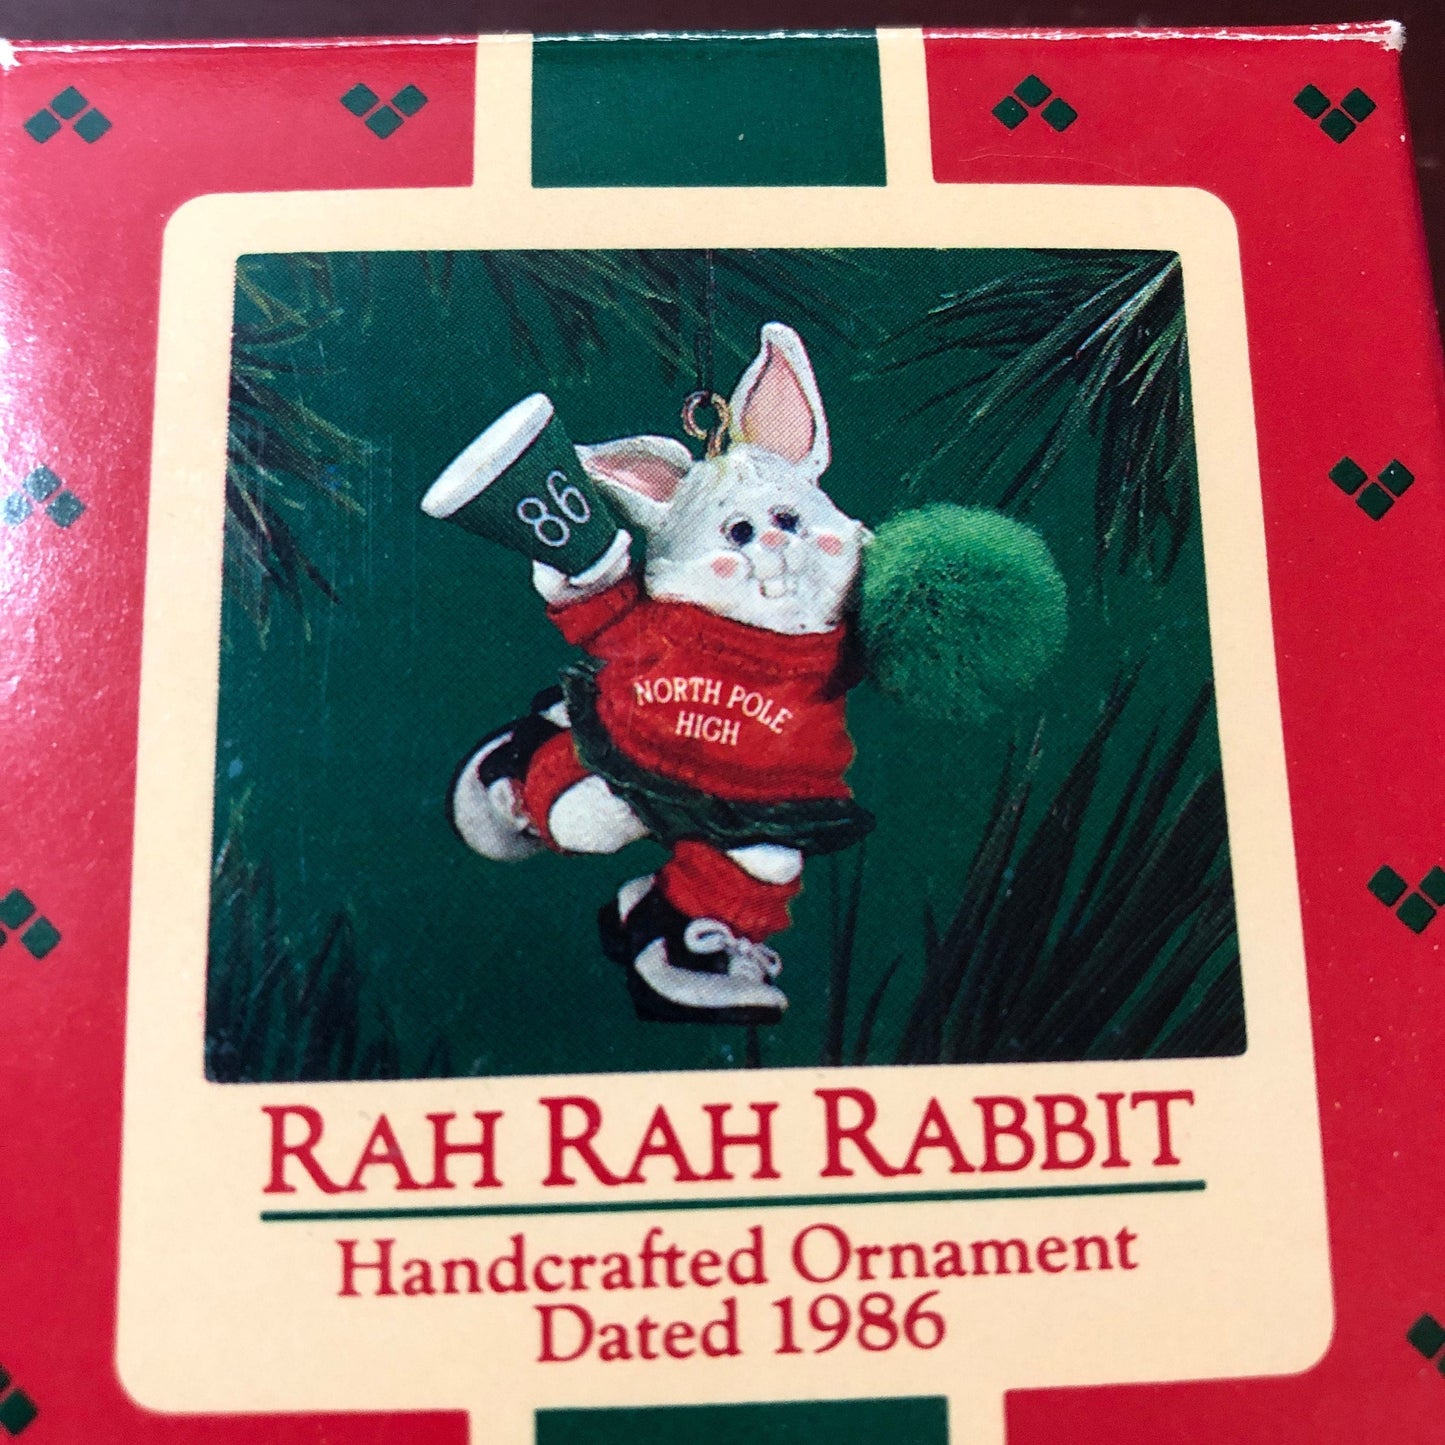 86
NORTH POLE
HIGH
RAH RAH RABBIT
Handcrafted Ornament
Dated 1986